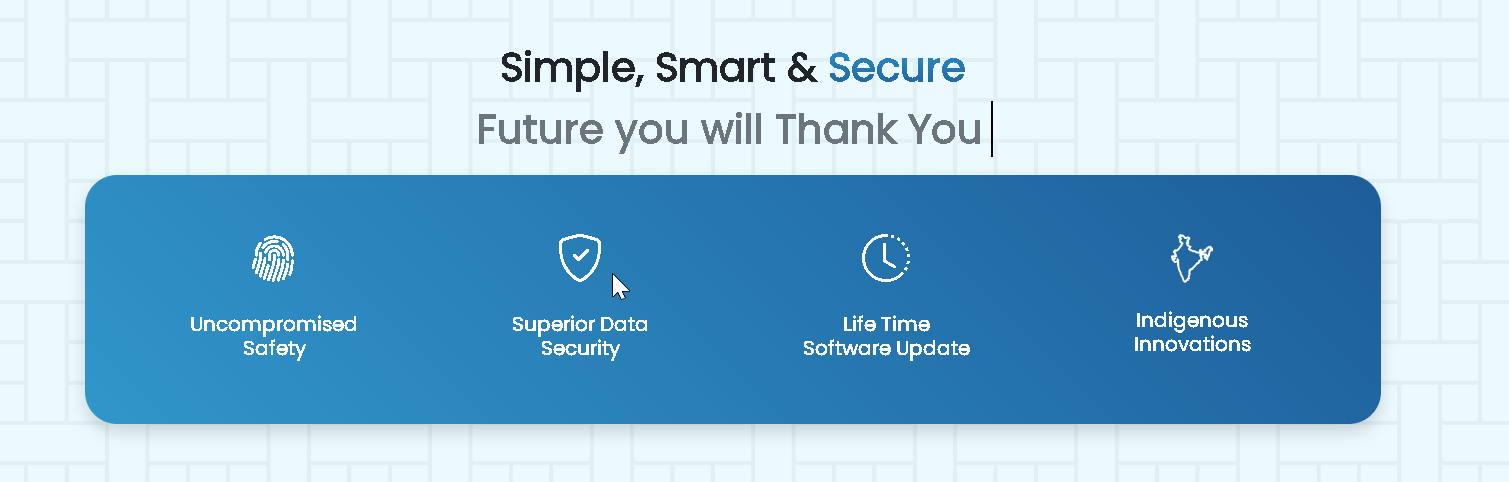 Simple, Smart & Secure
Future you will Thank You
Uncompromised
Safety
Superior Data
Security
Life Time
Software Update
Indigenous
Innovations